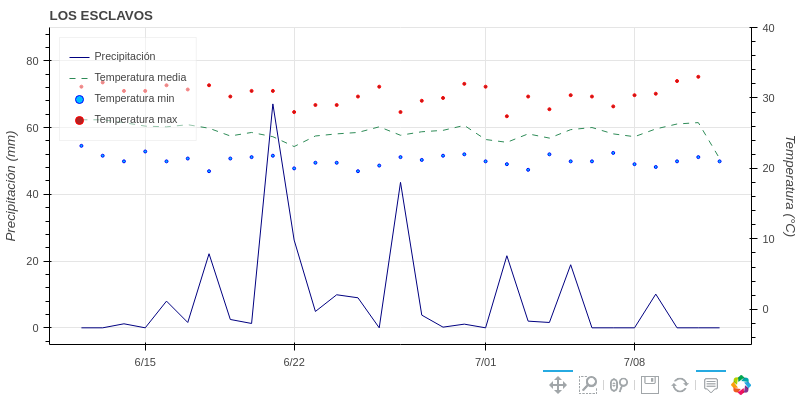 LOS ESCLAVOS
Precipitación
Temperatura media
Temperatura min
Temperatura max
Precipitación (mm)
80
60
40
20
0
Temperatura (°C)
40
30
20
10
0
6/15
6/22
7/01
7/08